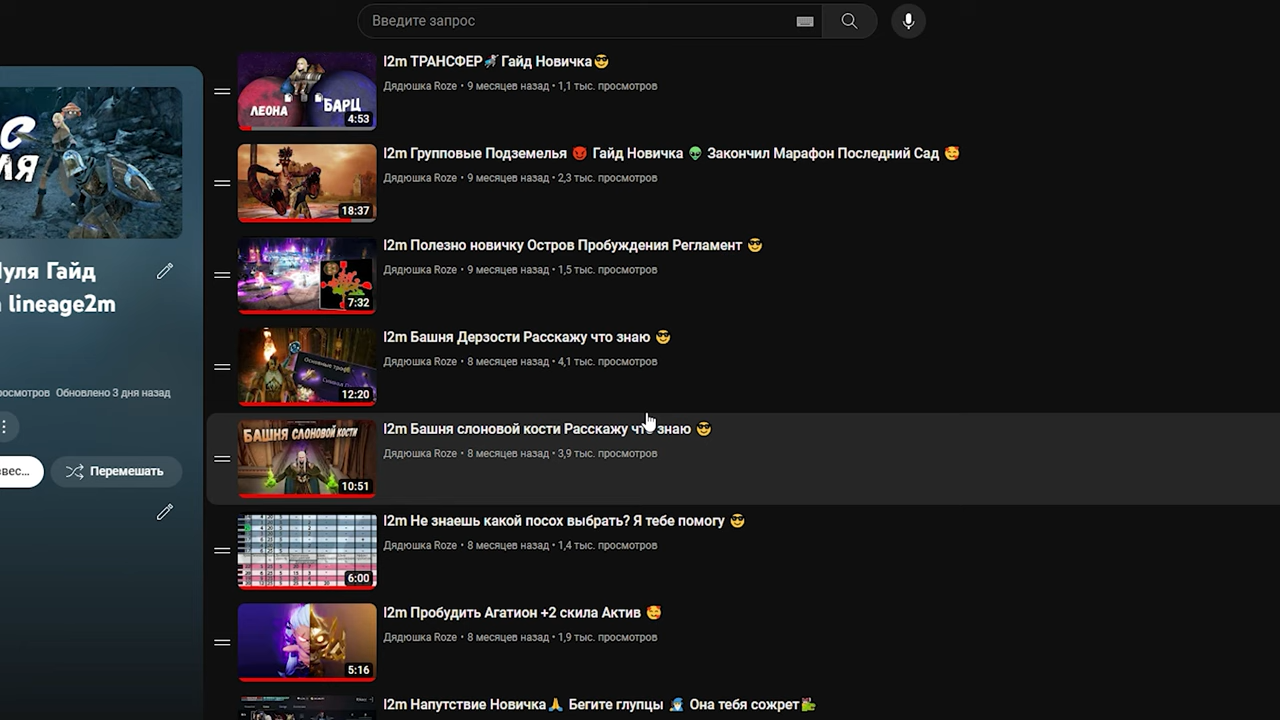 Введите запрос
С
ИЯ
Нуля Гайд
lineage2m
росмотров Обновлено 3 дня назад
звес...
Перемешать
l2m ТРАНСФЕР🚀 Гайд Новичка😎
Дядюшка Roze • 9 месяцев назад • 1,1 тыс. просмотров
ЛЕОНА
БАРЦ
4:53
l2m Групповые Подземелья 👿 Гайд Новичка 👽 Закончил Марафон Последний Сад 🥰
Дядюшка Roze • 9 месяцев назад • 2,3 тыс. просмотров
18:37
l2m Полезно новичку Остров Пробуждения Регламент 😎
Дядюшка Roze • 9 месяцев назад • 1,5 тыс. просмотров
7:32
l2m Башня Дерзости Расскажу что знаю 😎
Дядюшка Roze • 8 месяцев назад • 4,1 тыс. просмотров
Основные троф
12:20
l2m Башня слоновой кости Расскажу что знаю 😎
Дядюшка Roze • 8 месяцев назад • 3,9 тыс. просмотров
БАШНЯ СЛОНОВОЙ КОСТИ
10:51
l2m Не знаешь какой посох выбрать? Я тебе помогу 😎
Дядюшка Roze • 8 месяцев назад • 1,4 тыс. просмотров
6:00
l2m Пробудить Агатион +2 скила Актив 🥰
Дядюшка Roze • 8 месяцев назад • 1,9 тыс. просмотров
5:16
l2m Напутствие Новичка🙏 Бегите глупцы 🧙 Она тебя сожрет🐲